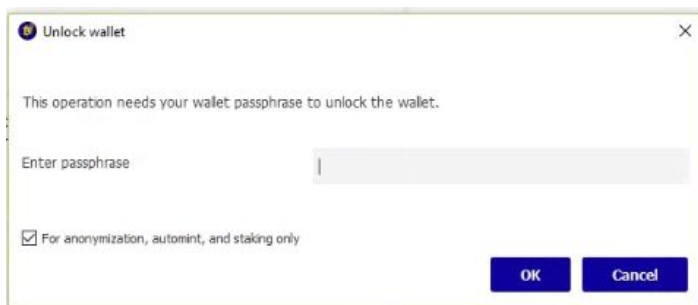 Unlock wallet
This operation needs your wallet passphrase to unlock the wallet.
Enter passphrase
For anonymization, automint, and staking only
OK Cancel